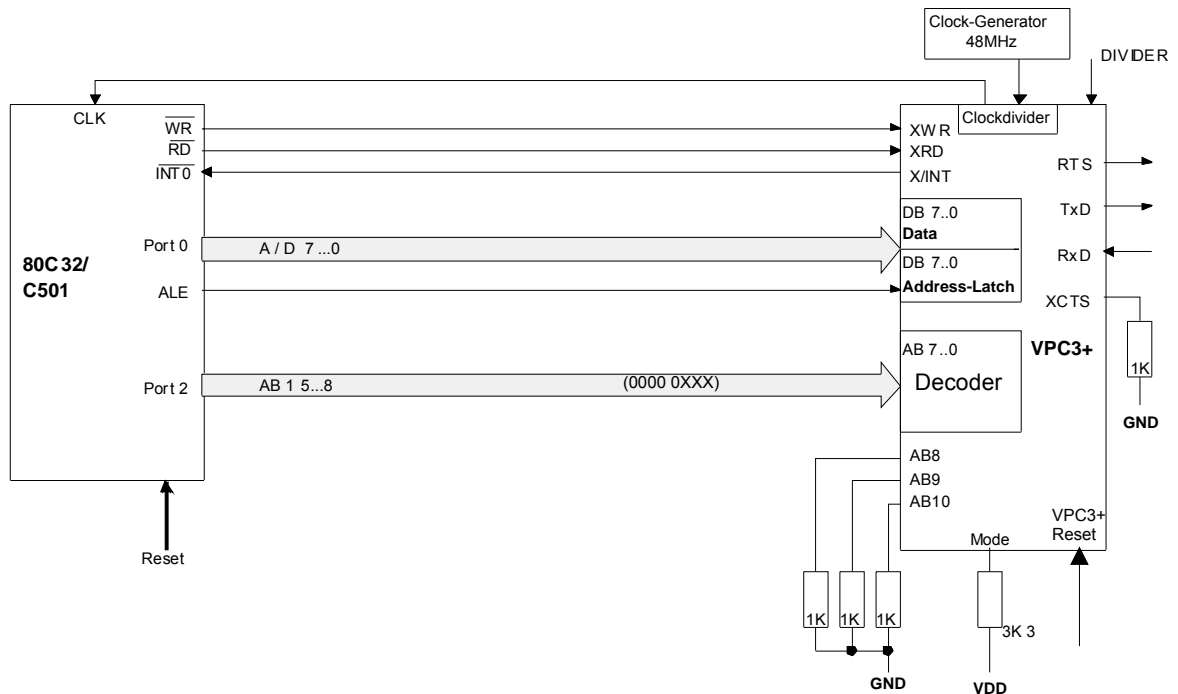 Clock-Generator
48MHz
DIVIDER
CLK
Clockdivider
WR
XWR
RD
XRD
RTS
INT0
X/INT
DB 7..0
TxD
Data
Port 0
A / D 7 ...0
80C32/
C501
DB 7..0
RxD
ALE
Address-Latch
XCTS
AB 7..0
VPC3+
1K
Port 2
AB 1 5...8
(0000 0XXX)
Decoder
GND
AB8
AB9
AB10
VPC3+
Reset
Mode
Reset
1K
1K
1K
3K 3
GND
VDD